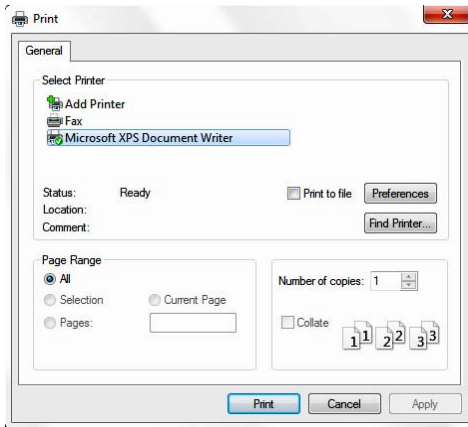 Print
General
Select Printer
Add Printer
Fax
Microsoft XPS Document Writer
Status: Ready
Print to file
Preferences
Location:
Comment:
Find Printer...
Page Range
All
Selection
Current Page
Pages:
Number of copies: 1
Collate
1 1 2 2 3 3
Print
Cancel
Apply